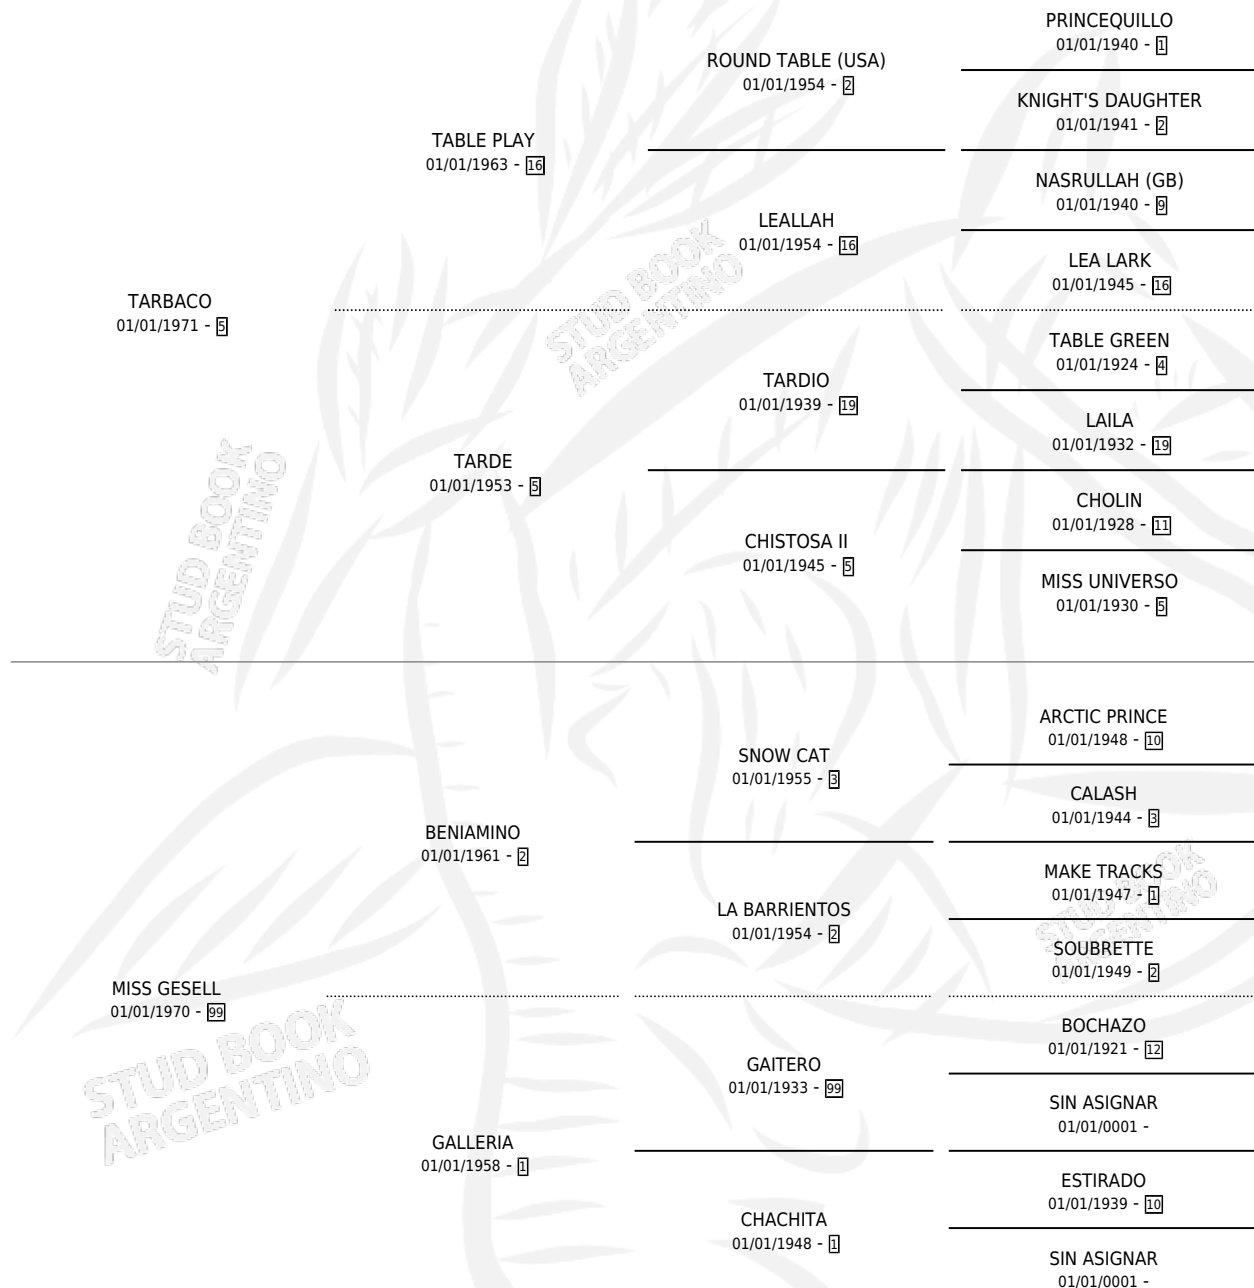 PRINCEQUILLO
01/01/1940 - 1
ROUND TABLE (USA)
01/01/1954 - 2
KNIGHT'S DAUGHTER
01/01/1941 - 2
TABLE PLAY
01/01/1963 - 16
NASRULLAH (GB)
01/01/1940 - 9
LEALLAH
01/01/1954 - 16
LEA LARK
01/01/1945 - 16
TARBACO
01/01/1971 - 5
TABLE GREEN
01/01/1924 - 4
TARDIO
01/01/1939 - 19
LAILA
01/01/1932 - 19
TARDE
01/01/1953 - 5
CHOLIN
01/01/1928 - 11
CHISTOSA II
01/01/1945 - 5
MISS UNIVERSO
01/01/1930 - 5
ARCTIC PRINCE
01/01/1948 - 10
SNOW CAT
01/01/1955 - 3
CALASH
01/01/1944 - 3
BENIAMINO
01/01/1961 - 2
MAKE TRACKS
01/01/1947 - 1
LA BARRIENTOS
01/01/1954 - 2
SOUBRETTE
01/01/1949 - 2
MISS GESELL
01/01/1970 - 99
BOCHAZO
01/01/1921 - 12
GAITERO
01/01/1933 - 99
SIN ASIGNAR
01/01/0001 -
GALLERIA
01/01/1958 - 1
ESTIRADO
01/01/1939 - 10
CHACHITA
01/01/1948 - 1
SIN ASIGNAR
01/01/0001 -
STUD BOOK
ARGENTINO
STUD BOOK
ARGENTINO
STUD BOOK
ARGENTINO
STUD BOOK
ARGENTINO